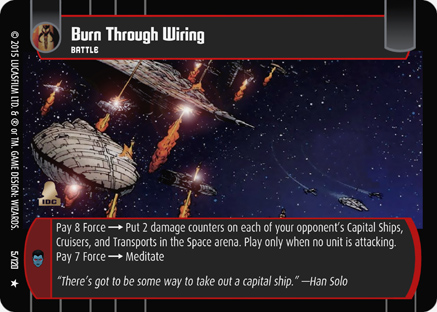 Burn Through Wiring
BATTLE
© 2015 LUCASFILM LTD. & ® or TM. GAME DESIGN: WIZARDS.
IDC
Pay 8 Force → Put 2 damage counters on each of your opponent's Capital Ships,
Cruisers, and Transports in the Space arena. Play only when no unit is attacking.
Pay 7 Force → Meditate
"There's got to be some way to take out a capital ship." —Han Solo
5/120 ★